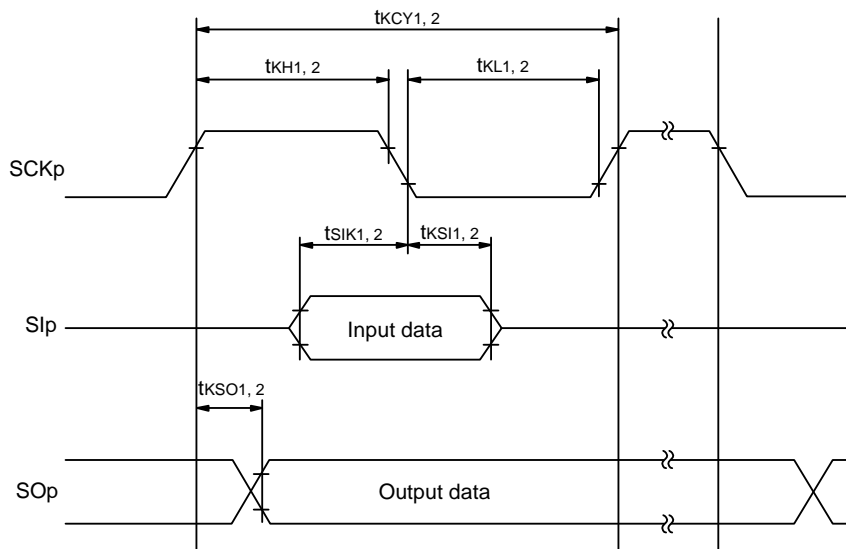 tKCY1, 2
tKH1, 2
tKL1, 2
SCKp
tSIK1, 2
tKSI1, 2
SIp
Input data
tKSO1, 2
SOp
Output data